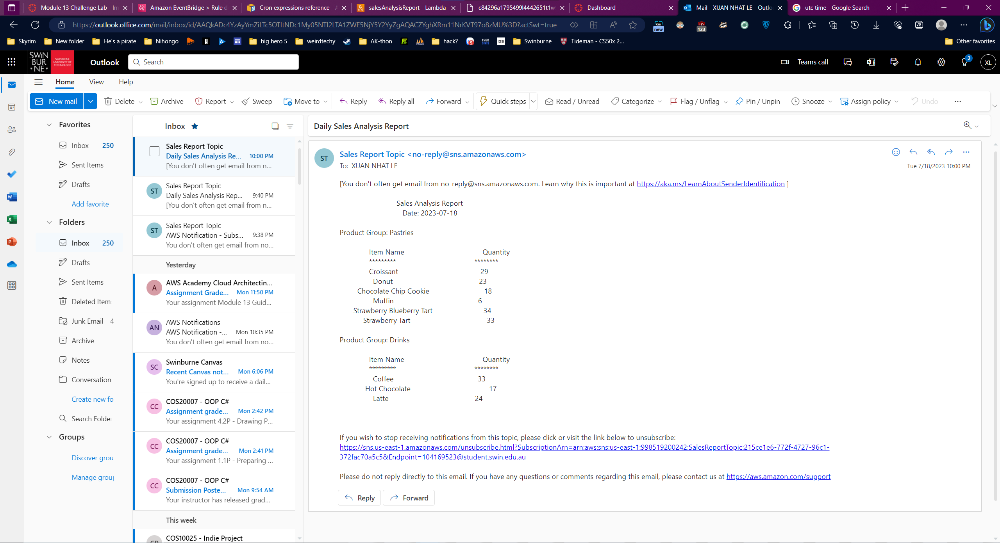 Module 13 Challenge Lab - Im
Amazon EventBridge > Rule d
Cron expressions reference - A
salesAnalysisReport - Lambda
c84296a1795499l4442651t1w
Dashboard
Mail - XUAN NHAT LE - Outlo
utc time - Google Search
https://outlook.office.com/mail/inbox/id/AAQkADc4YzAyYmZiLTc5OTItNDc1My05NTI2LTA1ZWE5NjY5Y2YyZgAQACZYghXRm11NrKVT97o8zMU%3D?actSwt=true
new
123
Skyrim
New folder
He's a pirate
Nihongo
big hero 5
weirdtechy
AK-thon
hack?
DS
Swinburne
Tideman - CS50x 2...
Other favorites
SWIN
BUR
•NE•
SWINBURNE
UNIVERSITY OF
TECHNOLOGY
Outlook
Search
Teams call
3
XL
Home View Help
New mail
Delete
Archive
Report
Sweep
Move to
Reply
Reply all
Forward
Quick steps
Read / Unread
Categorize
Flag / Unflag
Pin / Unpin
Snooze
Assign policy
Undo
Favorites
Inbox 250
Sent Items
Drafts
Add favorite
Folders
Inbox 250
Drafts
Sent Items
Deleted Item
Junk Email 4
Archive
Notes
Conversation
Create new fo
Search Folder
Groups
Discover grou
Manage group
Inbox
Sales Report Topic
Daily Sales Analysis Re... 10:00 PM
[You don't often get email from n...
ST
Sales Report Topic
Daily Sales Analysis Rep... 9:40 PM
[You don't often get email from n...
ST
Sales Report Topic
AWS Notification - Subs... 9:38 PM
You don't often get email from no...
Yesterday
A
AWS Academy Cloud Architectin...
Assignment Grade... Mon 11:50 PM
Your assignment Module 13 Guid...
AN
AWS Notifications
AWS Notification -... Mon 10:35 PM
You don't often get email from no...
SC
Swinburne Canvas
Recent Canvas not... Mon 6:06 PM
You're signed up to receive a dail...
CC
COS20007 - OOP C#
Assignment grade... Mon 2:42 PM
Your assignment 4.2P - Drawing P...
CC
COS20007 - OOP C#
Assignment grade... Mon 2:41 PM
Your assignment 1.1P - Preparing ...
CC
COS20007 - OOP C#
Submission Poste... Mon 9:54 AM
Your instructor has released grad...
This week
COS10025 - Indie Project
Daily Sales Analysis Report
ST
Sales Report Topic <no-reply@sns.amazonaws.com>
To: XUAN NHAT LE
Tue 7/18/2023 10:00 PM
[You don't often get email from no-reply@sns.amazonaws.com. Learn why this is important at https://aka.ms/LearnAboutSenderIdentification ]
Sales Analysis Report
Date: 2023-07-18
Product Group: Pastries
Item Name Quantity
********* ********
Croissant 29
Donut 23
Chocolate Chip Cookie 18
Muffin 6
Strawberry Blueberry Tart 34
Strawberry Tart 33
Product Group: Drinks
Item Name Quantity
********* ********
Coffee 33
Hot Chocolate 17
Latte 24
--
If you wish to stop receiving notifications from this topic, please click or visit the link below to unsubscribe:
https://sns.us-east-1.amazonaws.com/unsubscribe.html?SubscriptionArn=arn:aws:sns:us-east-1:998519200242:SalesReportTopic:215ce1e6-772f-4727-96c1-
372fac70a5c5&Endpoint=104169523@student.swin.edu.au
Please do not reply directly to this email. If you have any questions or comments regarding this email, please contact us at https://aws.amazon.com/support
Reply
Forward